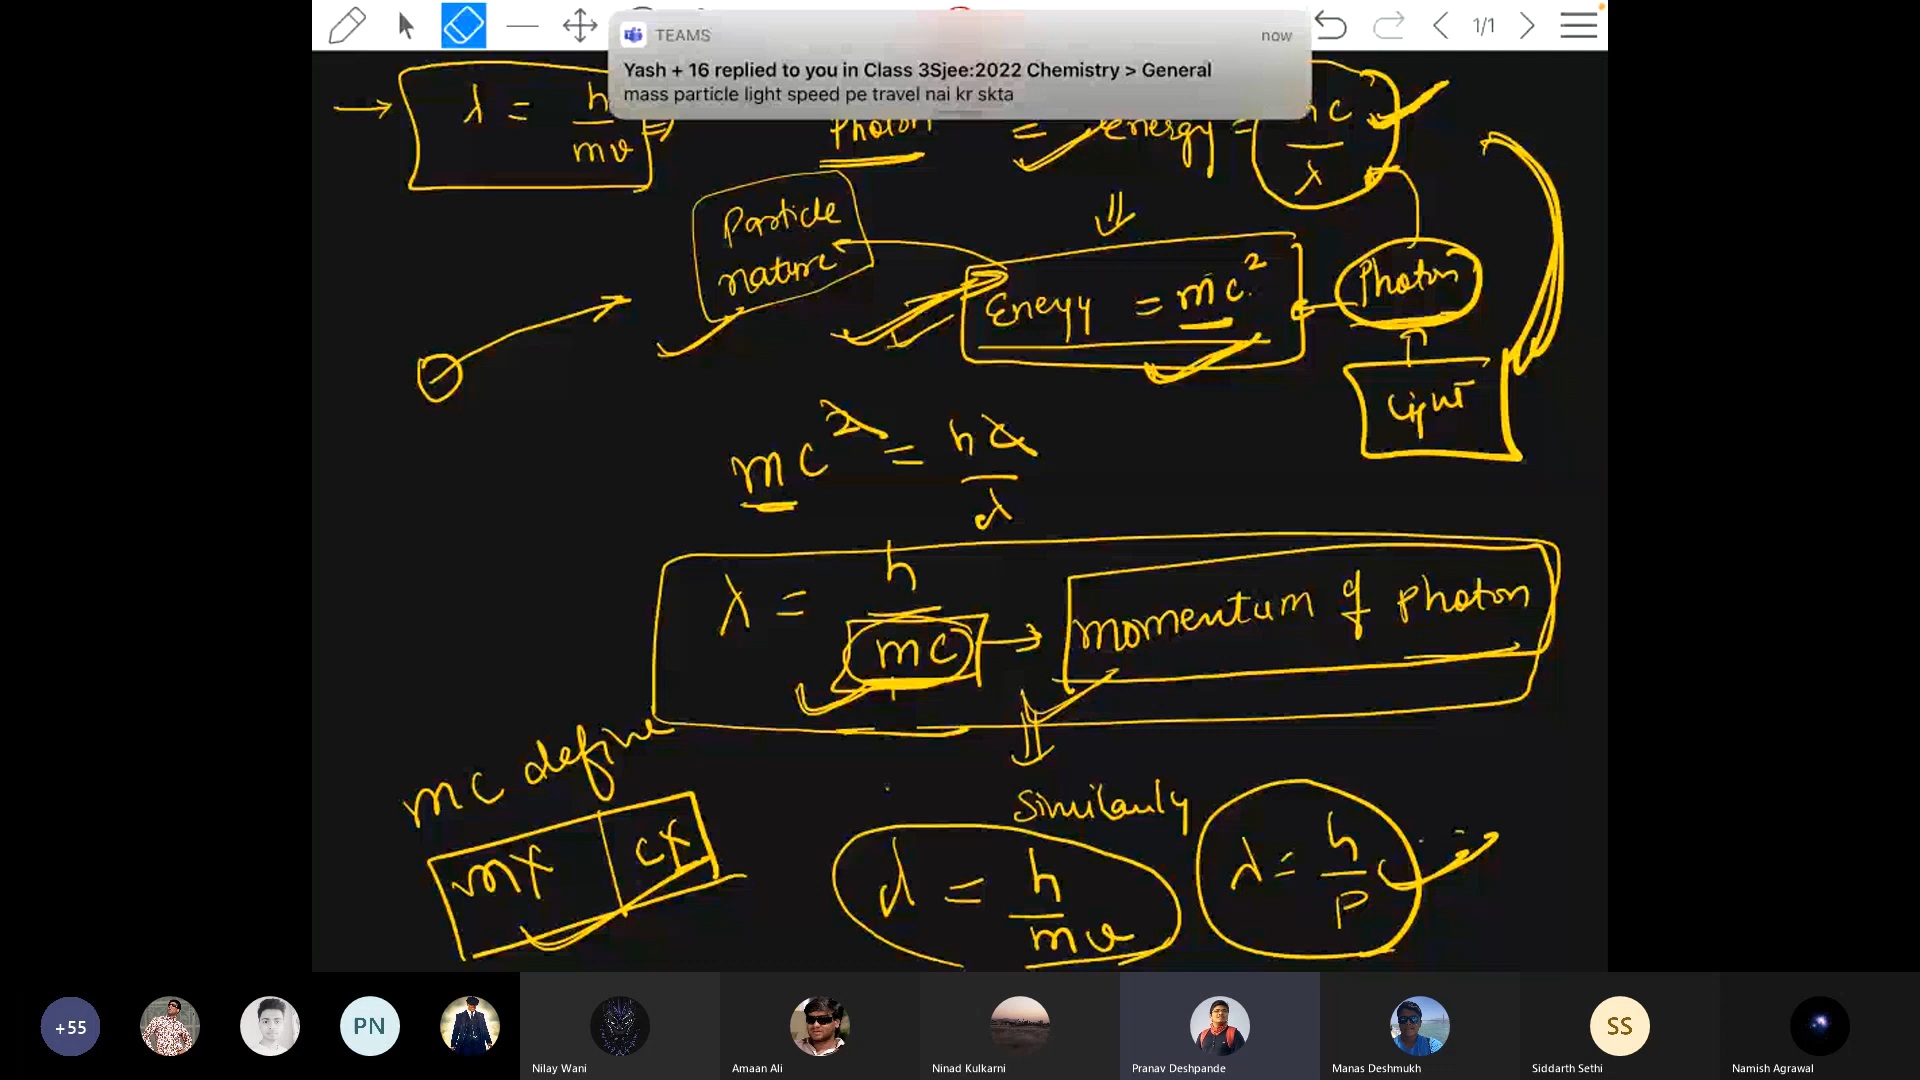 1/1
TEAMS
now
Yash + 16 replied to you in Class 3Sjee:2022 Chemistry > General
mass particle light speed pe travel nai kr skta
→ λ = h / mv ⇒
Photon = energy = hc / λ
Particle
nature
Energy = mc²
Photon
Light
mc² = hc / λ
λ = h / mc → momentum of photon
mc define
Similarly
λ = h / mv
λ = h / p
+55
PN
SS
Nilay Wani
Amaan Ali
Ninad Kulkarni
Pranav Deshpande
Manas Deshmukh
Siddarth Sethi
Namish Agrawal